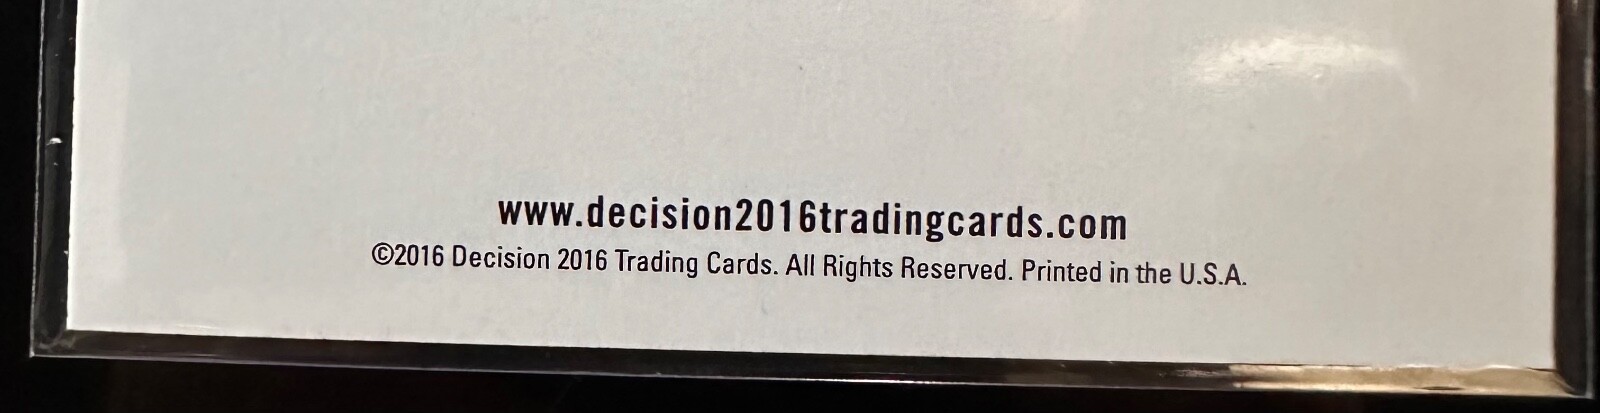 www.decision2016tradingcards.com
©2016 Decision 2016 Trading Cards. All Rights Reserved. Printed in the U.S.A.